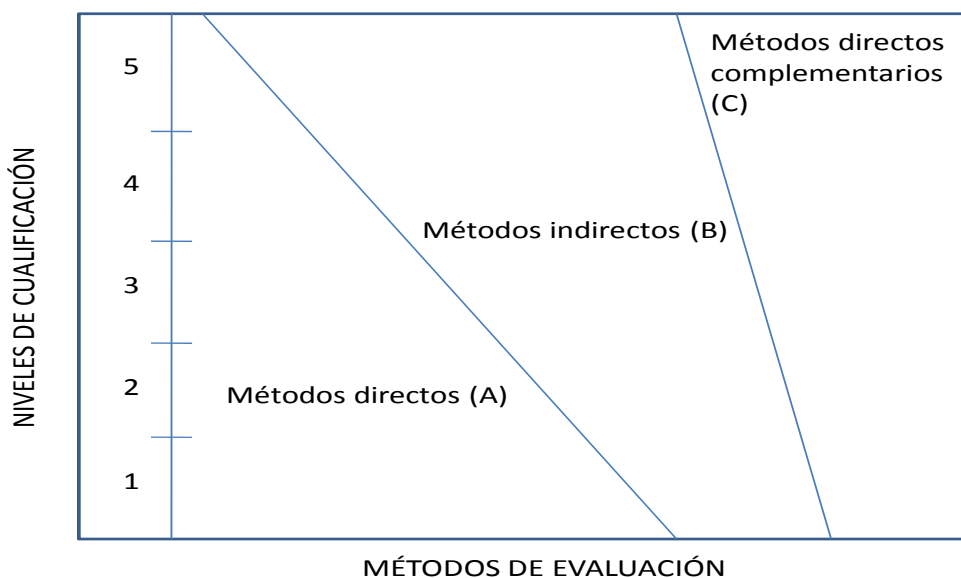 NIVELES DE CUALIFICACIÓN
5
4
3
2
1
Métodos directos
complementarios
(C)
Métodos indirectos (B)
Métodos directos (A)
MÉTODOS DE EVALUACIÓN